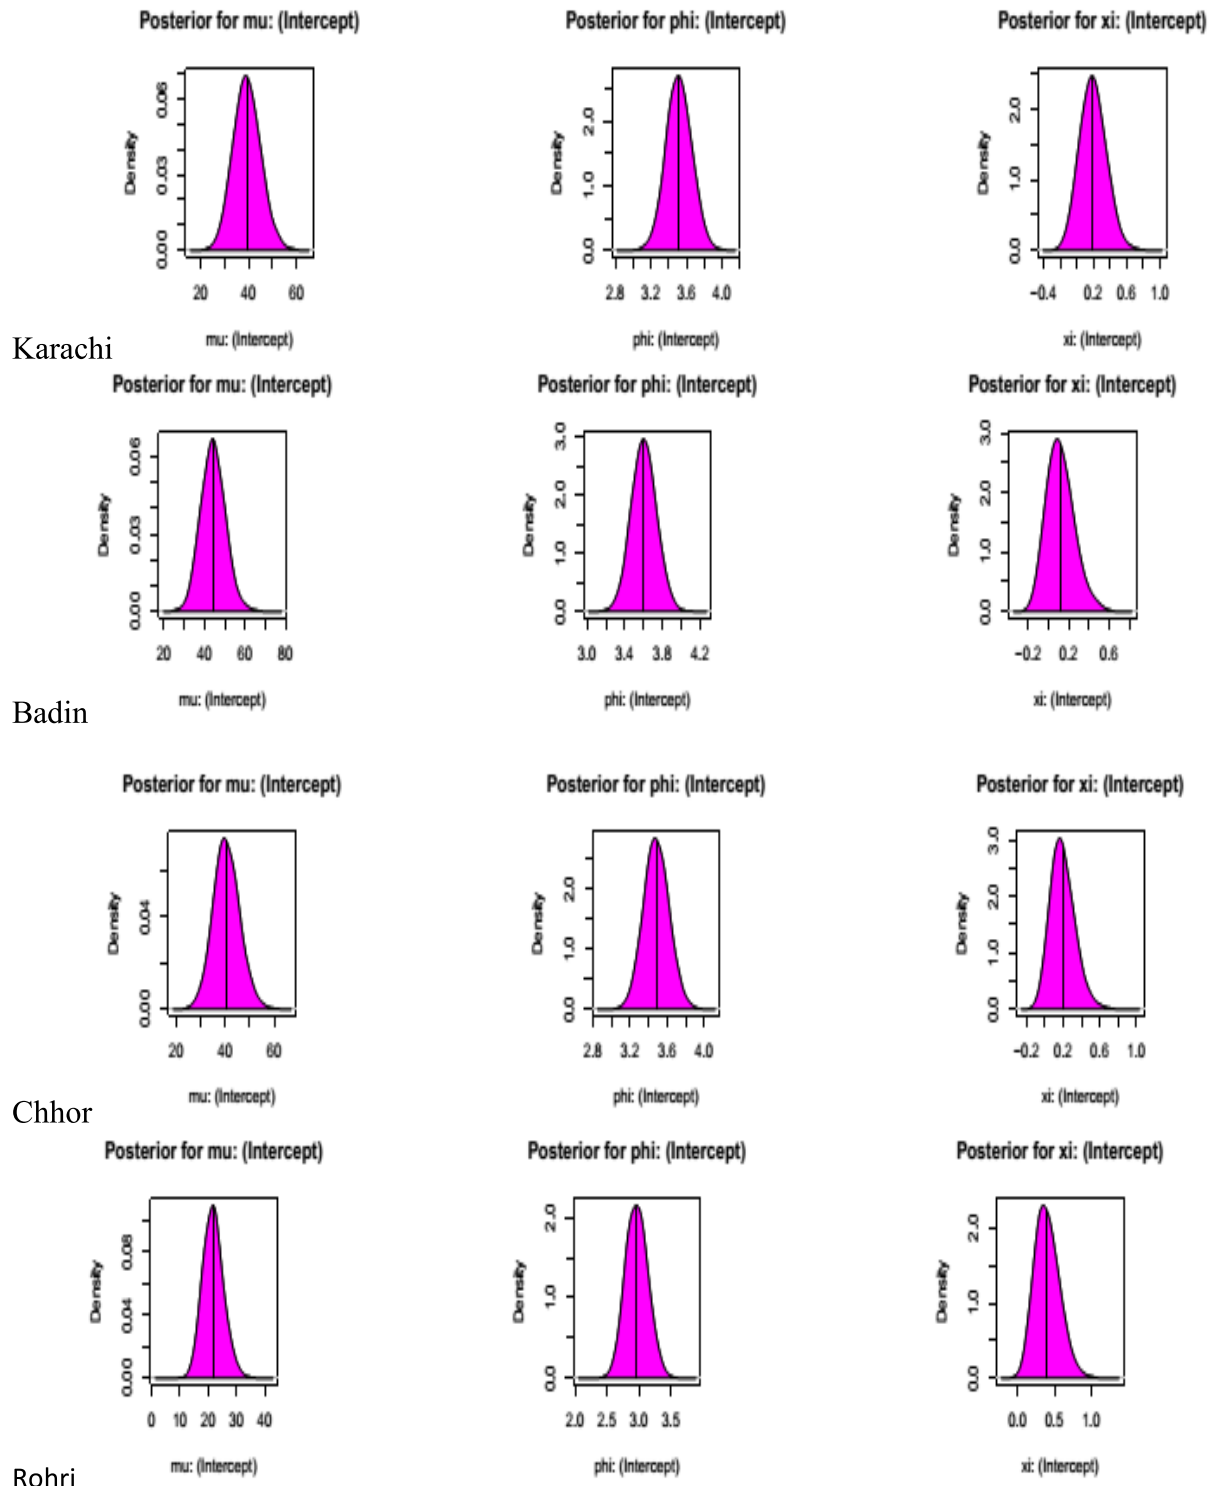 Posterior for mu: (Intercept) Posterior for phi: (Intercept) Posterior for xi: (Intercept)
Density 0.00 0.03 0.06 Density 0.0 1.0 2.0 Density 0.0 1.0 2.0
20 40 60 2.8 3.2 3.6 4.0 −0.4 0.2 0.6 1.0
mu: (Intercept) phi: (Intercept) xi: (Intercept)
Karachi
Posterior for mu: (Intercept) Posterior for phi: (Intercept) Posterior for xi: (Intercept)
Density 0.00 0.03 0.06 Density 0.0 1.0 2.0 3.0 Density 0.0 1.0 2.0 3.0
20 40 60 80 3.0 3.4 3.8 4.2 −0.2 0.2 0.6
mu: (Intercept) phi: (Intercept) xi: (Intercept)
Badin
Posterior for mu: (Intercept) Posterior for phi: (Intercept) Posterior for xi: (Intercept)
Density 0.00 0.04 Density 0.0 1.0 2.0 Density 0.0 1.0 2.0 3.0
20 40 60 2.8 3.2 3.6 4.0 −0.2 0.2 0.6 1.0
mu: (Intercept) phi: (Intercept) xi: (Intercept)
Chhor
Posterior for mu: (Intercept) Posterior for phi: (Intercept) Posterior for xi: (Intercept)
Density 0.00 0.04 0.08 Density 0.0 1.0 2.0 Density 0.0 1.0 2.0
0 10 20 30 40 2.0 2.5 3.0 3.5 0.0 0.5 1.0
mu: (Intercept) phi: (Intercept) xi: (Intercept)
Rohri